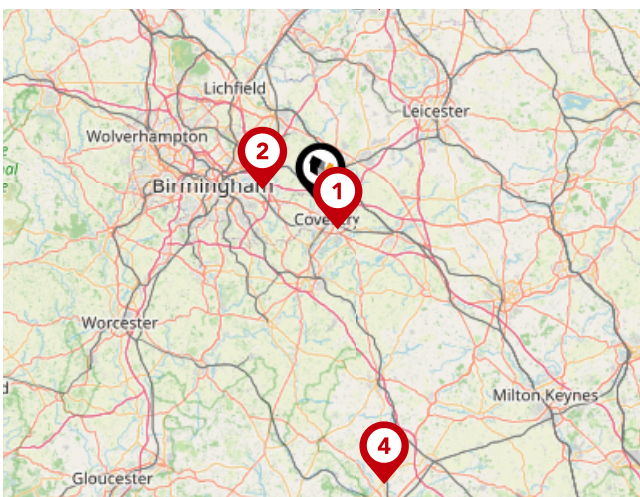 Lichfield
Leicester
Wolverhampton
2
Birmingham
1
Coventry
Worcester
Milton Keynes
4
Gloucester